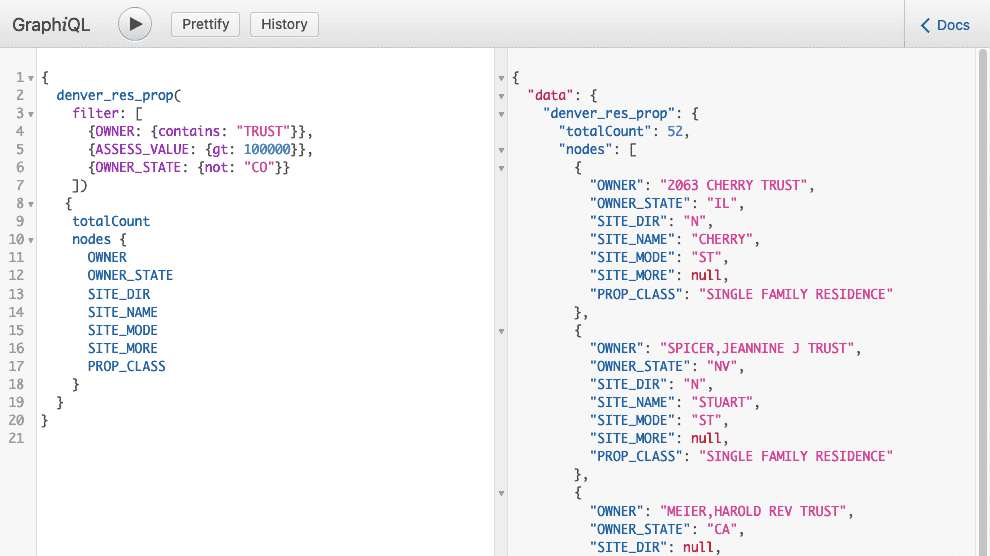 GraphiQL
Prettify
History
Docs
1 {
2   denver_res_prop(
3     filter: [
4       {OWNER: {contains: "TRUST"}},
5       {ASSESS_VALUE: {gt: 100000}},
6       {OWNER_STATE: {not: "CO"}}
7     ])
8    {
9     totalCount
10     nodes {
11       OWNER
12       OWNER_STATE
13       SITE_DIR
14       SITE_NAME
15       SITE_MODE
16       SITE_MORE
17       PROP_CLASS
18     }
19   }
20 }
21
{
  "data": {
    "denver_res_prop": {
      "totalCount": 52,
      "nodes": [
        {
          "OWNER": "2063 CHERRY TRUST",
          "OWNER_STATE": "IL",
          "SITE_DIR": "N",
          "SITE_NAME": "CHERRY",
          "SITE_MODE": "ST",
          "SITE_MORE": null,
          "PROP_CLASS": "SINGLE FAMILY RESIDENCE"
        },
        {
          "OWNER": "SPICER,JEANNINE J TRUST",
          "OWNER_STATE": "NV",
          "SITE_DIR": "N",
          "SITE_NAME": "STUART",
          "SITE_MODE": "ST",
          "SITE_MORE": null,
          "PROP_CLASS": "SINGLE FAMILY RESIDENCE"
        },
        {
          "OWNER": "MEIER,HAROLD REV TRUST",
          "OWNER_STATE": "CA",
          "SITE_DIR": null,